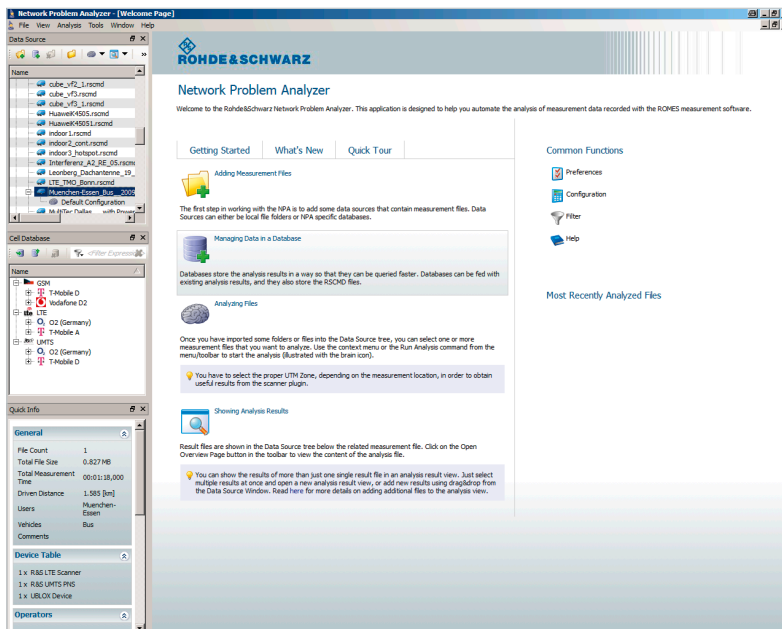 Network Problem Analyzer - [Welcome Page]
File View Analysis Tools Window Help
Data Source
Name
cube_vf2_1.rscmd
cube_vf3.rscmd
cube_vf3_1.rscmd
HuaweiK4505.rscmd
HuaweiK45051.rscmd
indoor1.rscmd
indoor2_cont.rscmd
indoor3_hotspot.rscmd
Interferenz_A2_RE_05.rscmd
Leonberg_Dachantenne_19_
LTE_TMO_Bonn.rscmd
Muenchen-Essen_Bus__2009
Default Configuration
MultiTec Dallas
Cell Database
<Filter Expression
Name
GSM
T-Mobile D
Vodafone D2
LTE
O2 (Germany)
T-Mobile A
UMTS
O2 (Germany)
T-Mobile D
Quick Info
General
File Count 1
Total File Size 0.827 MB
Total Measurement Time 00:01:18,000
Driven Distance 1.585 [km]
Users Muenchen-Essen
Vehicles Bus
Comments
Device Table
1 x R&S LTE Scanner
1 x R&S UMTS PNS
1 x UBLOX Device
Operators
ROHDE&SCHWARZ
Network Problem Analyzer
Welcome to the Rohde&Schwarz Network Problem Analyzer. This application is designed to help you automate the analysis of measurement data recorded with the ROMES measurement software.
Getting Started What's New Quick Tour
Adding Measurement Files
The first step in working with the NPA is to add some data sources that contain measurement files. Data
Sources can either be local file folders or NPA specific databases.
Managing Data in a Database
Databases store the analysis results in a way so that they can be queried faster. Databases can be fed with
existing analysis results, and they also store the RSCMD files.
Analyzing Files
Once you have imported some folders or files into the Data Source tree, you can select one or more
measurement files that you want to analyze. Use the context menu or the Run Analysis command from the
menu/toolbar to start the analysis (illustrated with the brain icon).
You have to select the proper UTM Zone, depending on the measurement location, in order to obtain
useful results from the scanner plugin.
Showing Analysis Results
Result files are shown in the Data Source tree below the related measurement file. Click on the Open
Overview Page button in the toolbar to view the content of the analysis file.
You can show the results of more than just one single result file in an analysis result view. Just select
multiple results at once and open a new analysis result view, or add new results using drag&drop from
the Data Source Window. Read here for more details on adding additional files to the analysis view.
Common Functions
Preferences
Configuration
Filter
Help
Most Recently Analyzed Files